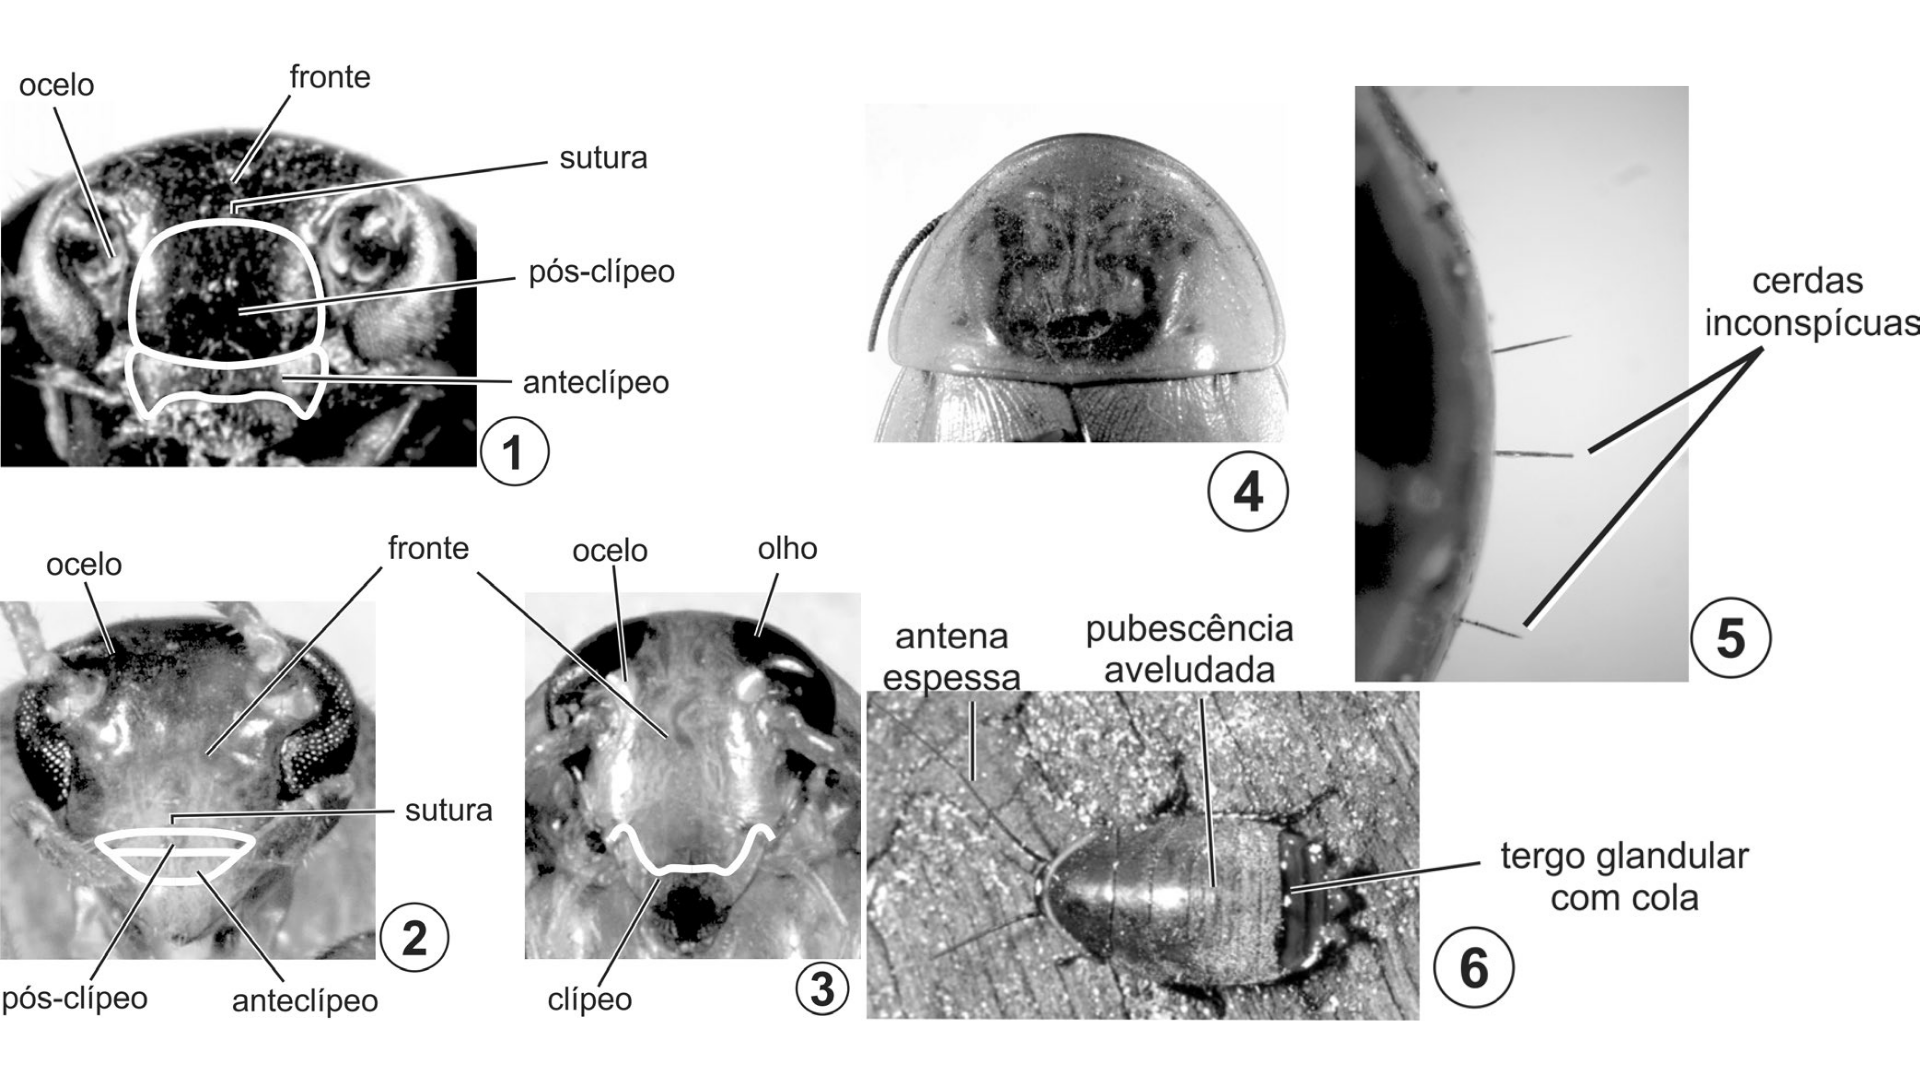 ocelo
fronte
sutura
pós-clípeo
anteclípeo
1
4
cerdas
inconspícuas
5
ocelo
fronte
sutura
pós-clípeo
anteclípeo
2
ocelo
olho
clípeo
3
antena
espessa
pubescência
aveludada
tergo glandular
com cola
6